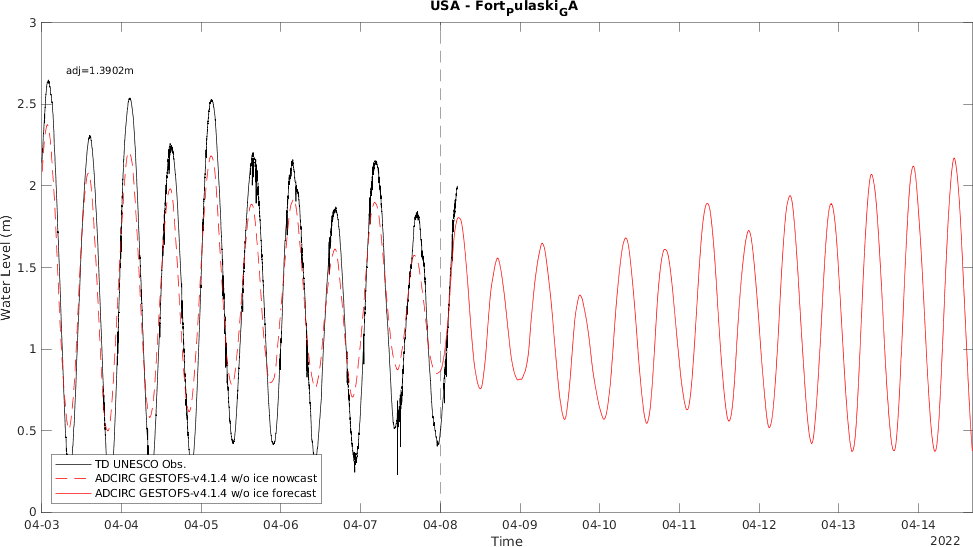 USA - FortPulaskiGA
3
adj=1.3902m
2.5
2
1.5
1
0.5
0
Water Level (m)
TD UNESCO Obs.
ADCIRC GESTOFS-v4.1.4 w/o ice nowcast
ADCIRC GESTOFS-v4.1.4 w/o ice forecast
04-03 04-04 04-05 04-06 04-07 04-08 04-09 04-10 04-11 04-12 04-13 04-14
Time
2022